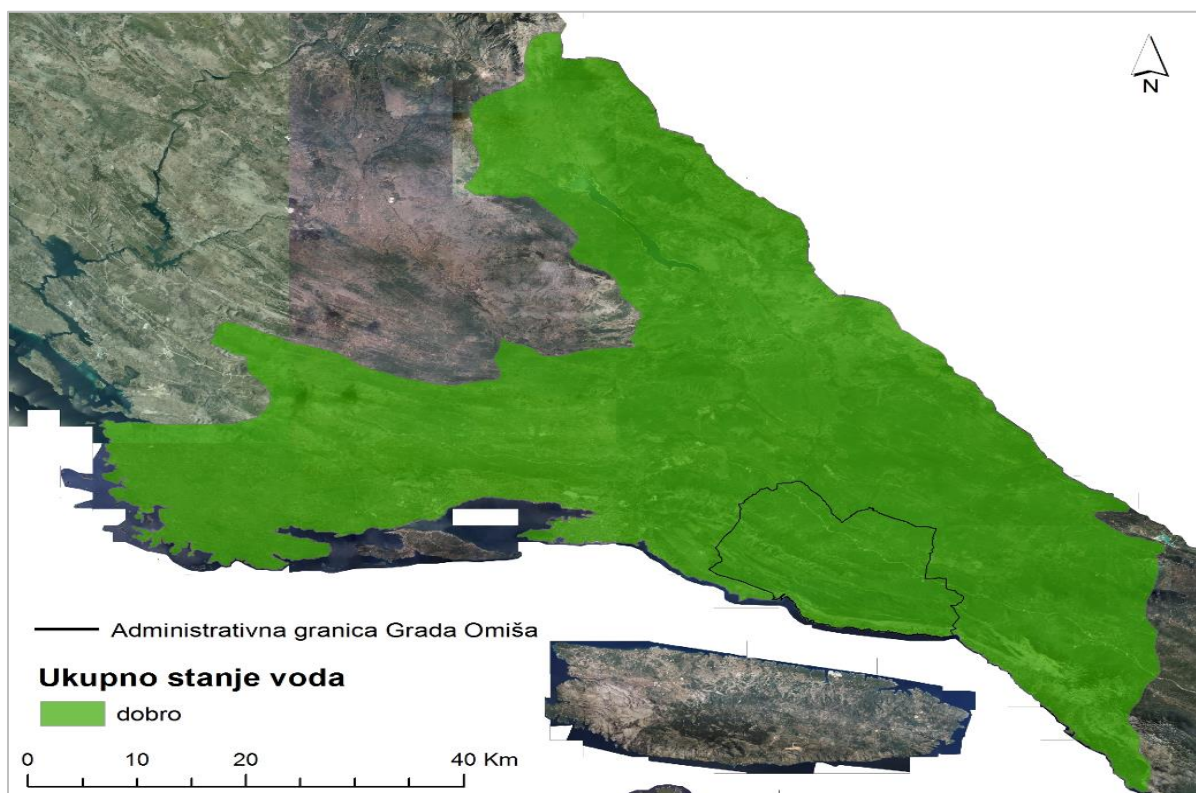 N
Administrativna granica Grada Omiša
Ukupno stanje voda
dobro
0 10 20 40 Km